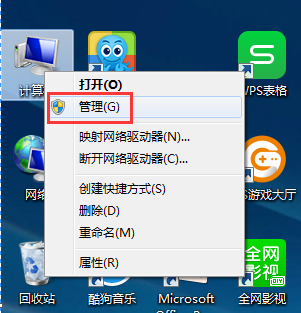 计算
打开(O)
管理(G)
映射网络驱动器(N)...
断开网络驱动器(C)...
创建快捷方式(S)
删除(D)
重命名(M)
属性(R)
S
WPS表格
网络
S游戏大厅
全网
影视
回收站
酷狗音乐
Microsoft
全网影视